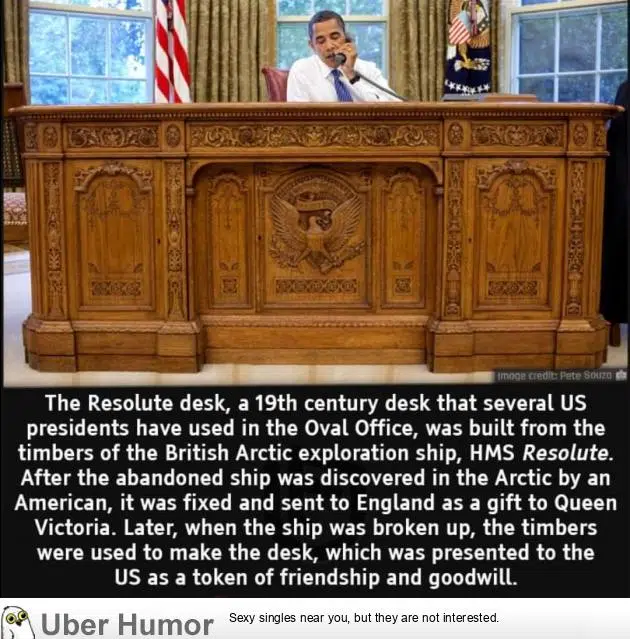 Image credit: Pete Souza
The Resolute desk, a 19th century desk that several US
presidents have used in the Oval Office, was built from the
timbers of the British Arctic exploration ship, HMS Resolute.
After the abandoned ship was discovered in the Arctic by an
American, it was fixed and sent to England as a gift to Queen
Victoria. Later, when the ship was broken up, the timbers
were used to make the desk, which was presented to the
US as a token of friendship and goodwill.
Uber Humor
Sexy singles near you, but they are not interested.